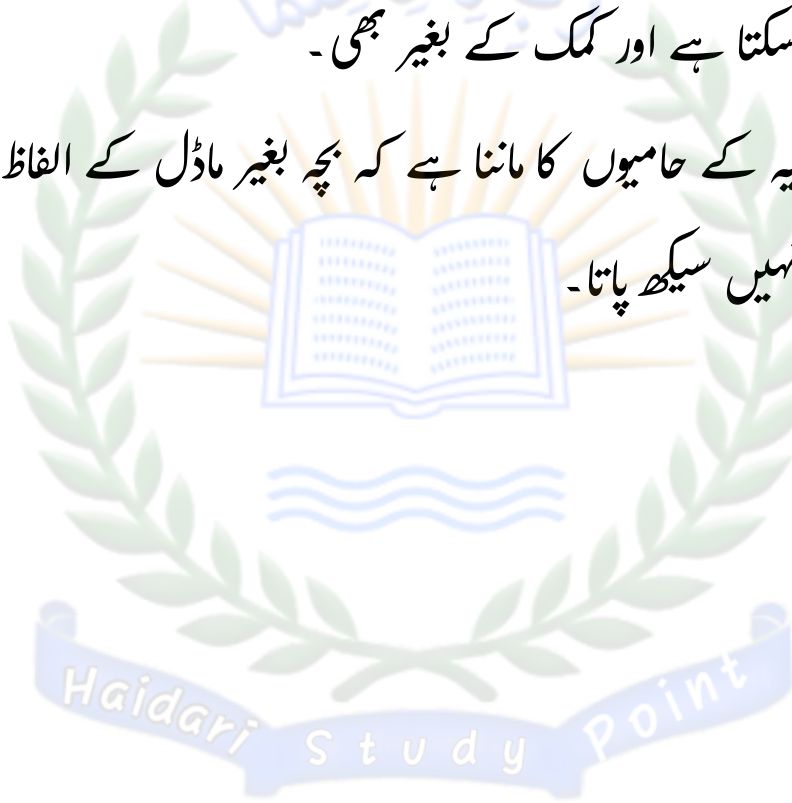 سکتا ہے اور کمک کے بغیر بھی۔
یہ کے حامیوں کا ماننا ہے کہ بچہ بغیر ماڈل کے الفاظ
نہیں سیکھ پاتا۔
Haidari Study Point